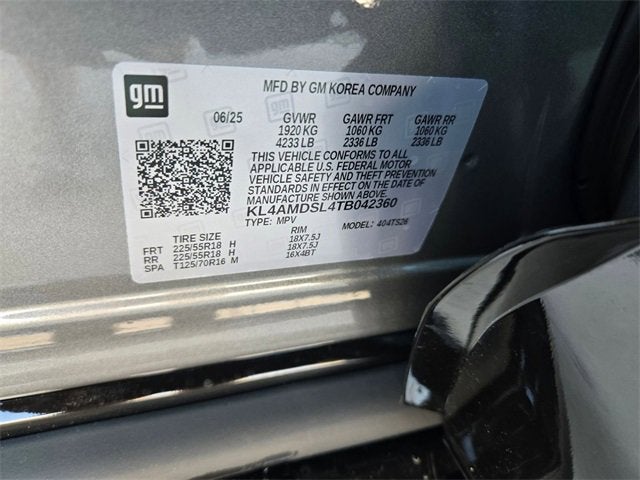 gm
MFD BY GM KOREA COMPANY
06/25 GVWR GAWR FRT GAWR RR
1920 KG 1060 KG 1060 KG
4233 LB 2336 LB 2336 LB
THIS VEHICLE CONFORMS TO ALL
APPLICABLE U.S. FEDERAL MOTOR
VEHICLE SAFETY AND THEFT PREVENTION
STANDARDS IN EFFECT ON THE DATE OF
MANUFACTURE SHOWN ABOVE.
KL4AMDSL4TB042360
TYPE: MPV MODEL: 404TS26
TIRE SIZE RIM
FRT 225/55R18 H 18X7.5J
RR 225/55R18 H 18X7.5J
SPA T125/70R16 M 16X4BT